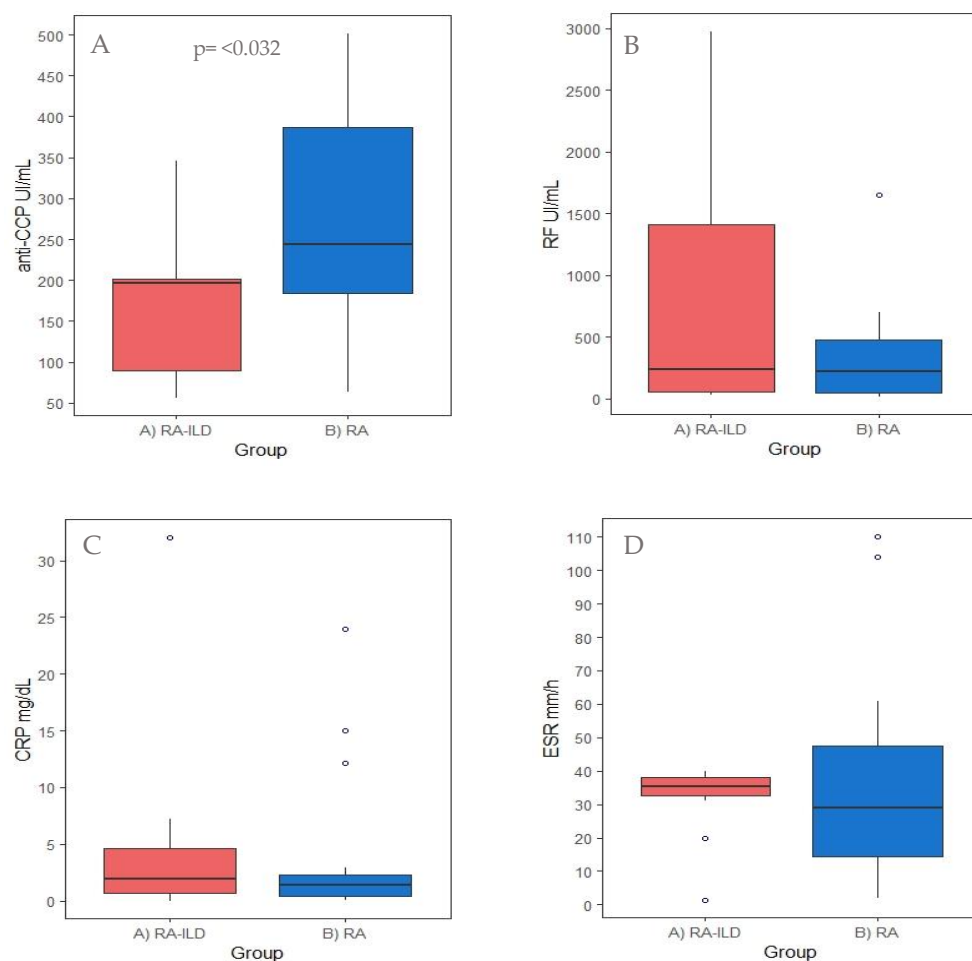 A
p= <0.032
anti-CCP UI/mL
500
450
400
350
300
250
200
150
100
50
A) RA-ILD
B) RA
Group
B
RF UI/mL
3000
2500
2000
1500
1000
500
0
A) RA-ILD
B) RA
Group
C
CRP mg/dL
30
25
20
15
10
5
0
A) RA-ILD
B) RA
Group
D
ESR mm/h
110
100
90
80
70
60
50
40
30
20
10
0
A) RA-ILD
B) RA
Group